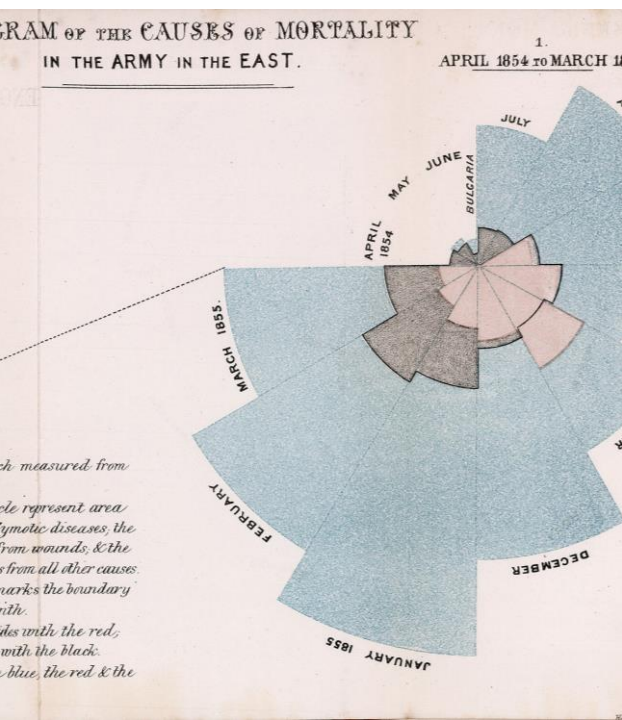 GRAM OF THE CAUSES OF MORTALITY
IN THE ARMY IN THE EAST.
1.
APRIL 1854 TO MARCH 18
JULY
BULGARIA
JUNE
MAY
APRIL
1854
MARCH 1855.
FEBRUARY
JANUARY 1855
DECEMBER
ch measured from
cle represent area
ymotic diseases; the
from wounds, & the
s from all other causes.
marks the boundary
nth.
ides with the red;
with the black.
blue, the red & the